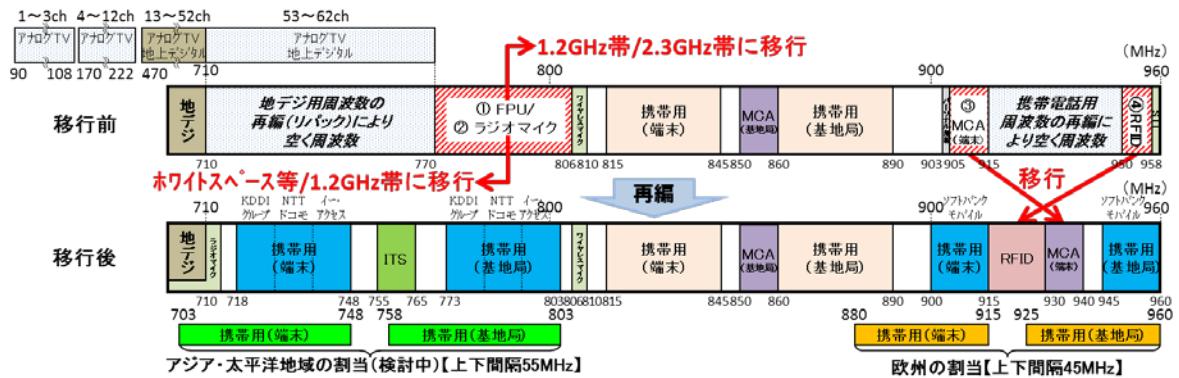 1～3ch 4～12ch 13～52ch 53～62ch
アナログTV アナログTV アナログTV 地上デジタル アナログTV 地上デジタル
90 108 170 222 470 710
1.2GHz帯/2.3GHz帯に移行
800 900 (MHz) 960
移行前
地デジ
地デジ用周波数の
再編(リパック)により
空く周波数
① FPU/
② ラジオマイク
ワイヤレスマイク
携帯用
(端末)
MCA
(基地局)
携帯用
(基地局)
③
MCA
(端末)
携帯電話用
周波数の再編に
より空く周波数
④RFID
710 770 806 810 815 845 850 860 890 903 905 915 950 958
ホワイトスペース等/1.2GHz帯に移行
再編
移行
(MHz)
710 800 900 960
KDDI
グループ
NTT
ドコモ
イー・
アクセス
KDDI
グループ
NTT
ドコモ
イー・
アクセス
ソフトバンク
モバイル
ソフトバンク
モバイル
移行後
地デジ
ラジオマイク
携帯用
(端末)
ITS
携帯用
(基地局)
ワイヤレスマイク
携帯用
(端末)
MCA
(基地局)
携帯用
(基地局)
携帯用
(端末)
RFID
MCA
(端末)
携帯用
(基地局)
710 718 748 755 765 773 803 806 810 815 845 850 860 890 900 915 930 940 945 960
703 748 758 803 880 915 925 960
携帯用(端末) 携帯用(基地局) 携帯用(端末) 携帯用(基地局)
アジア・太平洋地域の割当(検討中)【上下間隔55MHz】
欧州の割当【上下間隔45MHz】